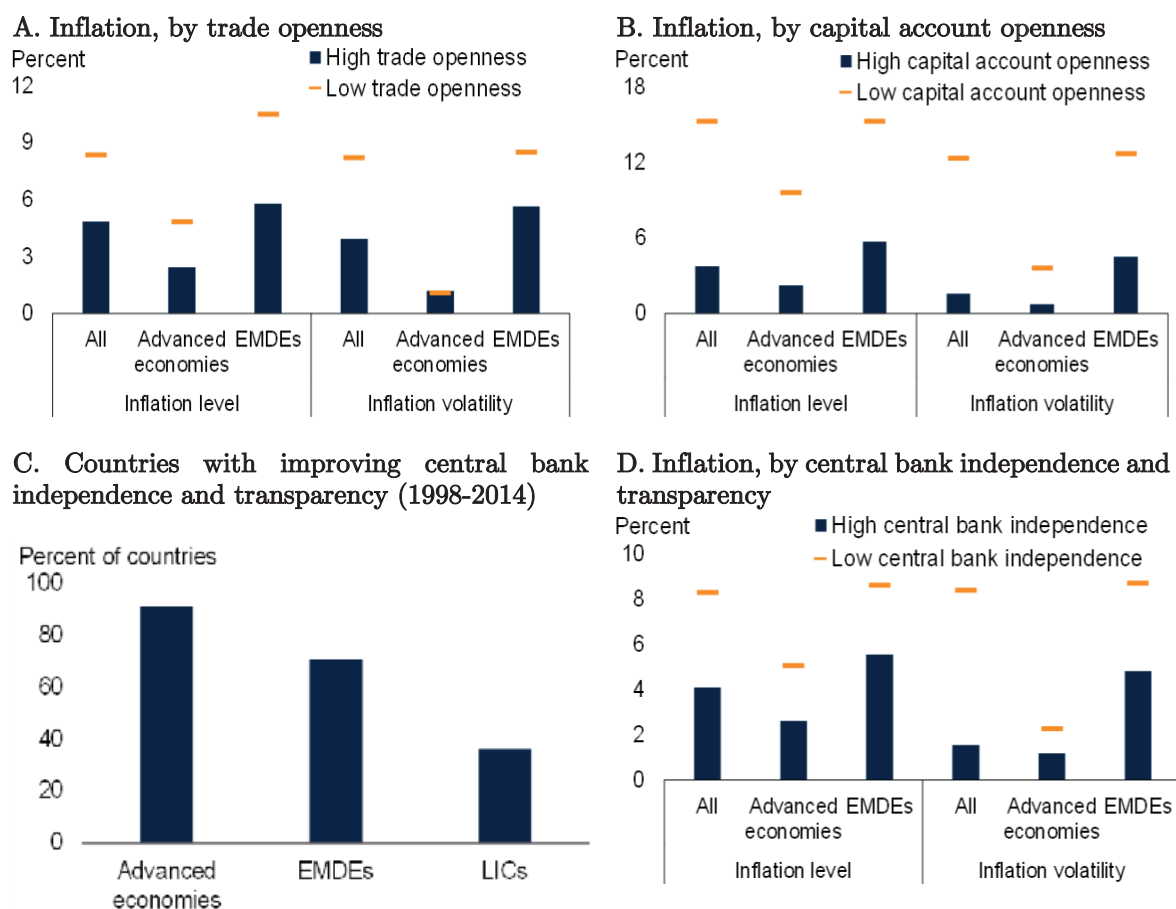 A. Inflation, by trade openness
Percent
High trade openness
Low trade openness
12
9
6
3
0
All
Advanced economies
EMDEs
All
Advanced economies
EMDEs
Inflation level
Inflation volatility
B. Inflation, by capital account openness
Percent
High capital account openness
Low capital account openness
18
12
6
0
All
Advanced economies
EMDEs
All
Advanced economies
EMDEs
Inflation level
Inflation volatility
C. Countries with improving central bank
independence and transparency (1998-2014)
Percent of countries
100
80
60
40
20
0
Advanced
economies
EMDEs
LICs
D. Inflation, by central bank independence and
transparency
Percent
High central bank independence
Low central bank independence
10
8
6
4
2
0
All
Advanced economies
EMDEs
All
Advanced economies
EMDEs
Inflation level
Inflation volatility